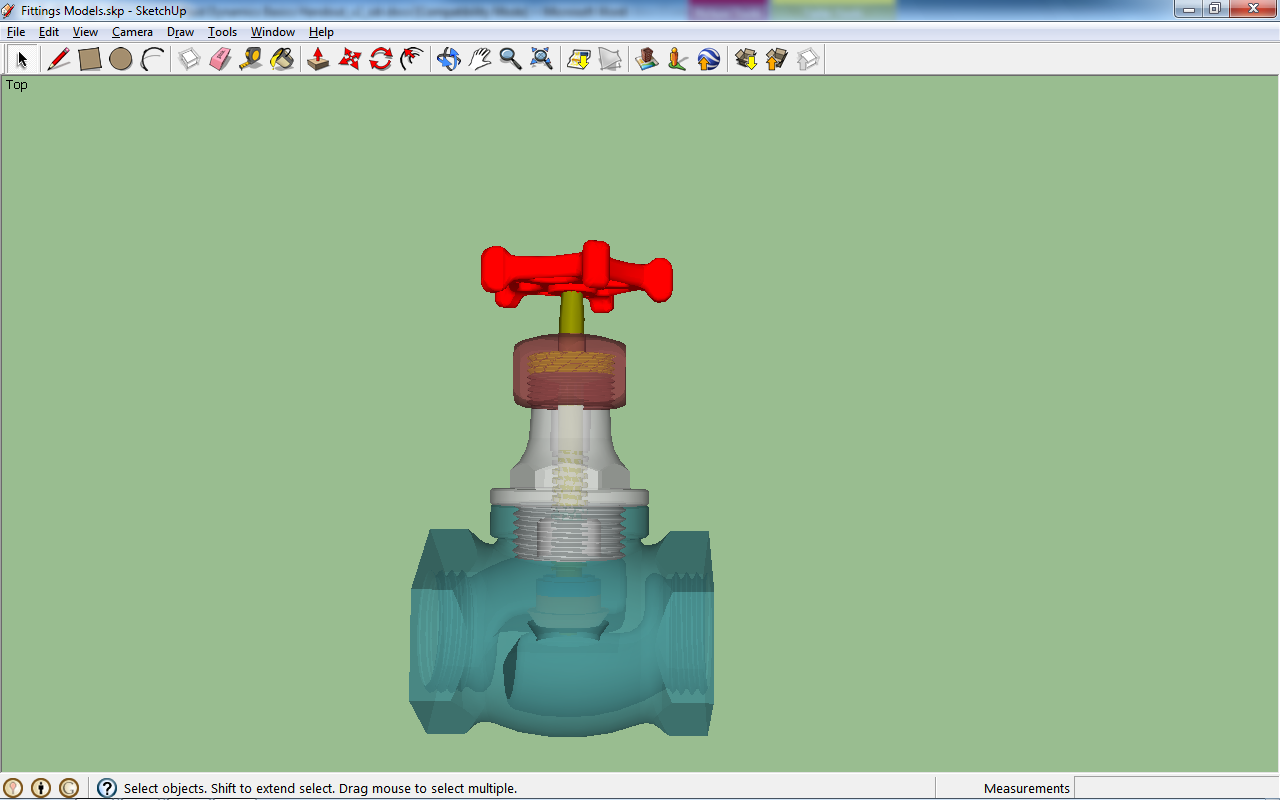 Fittings Models.skp - SketchUp
File Edit View Camera Draw Tools Window Help
Top
Select objects. Shift to extend select. Drag mouse to select multiple.
Measurements